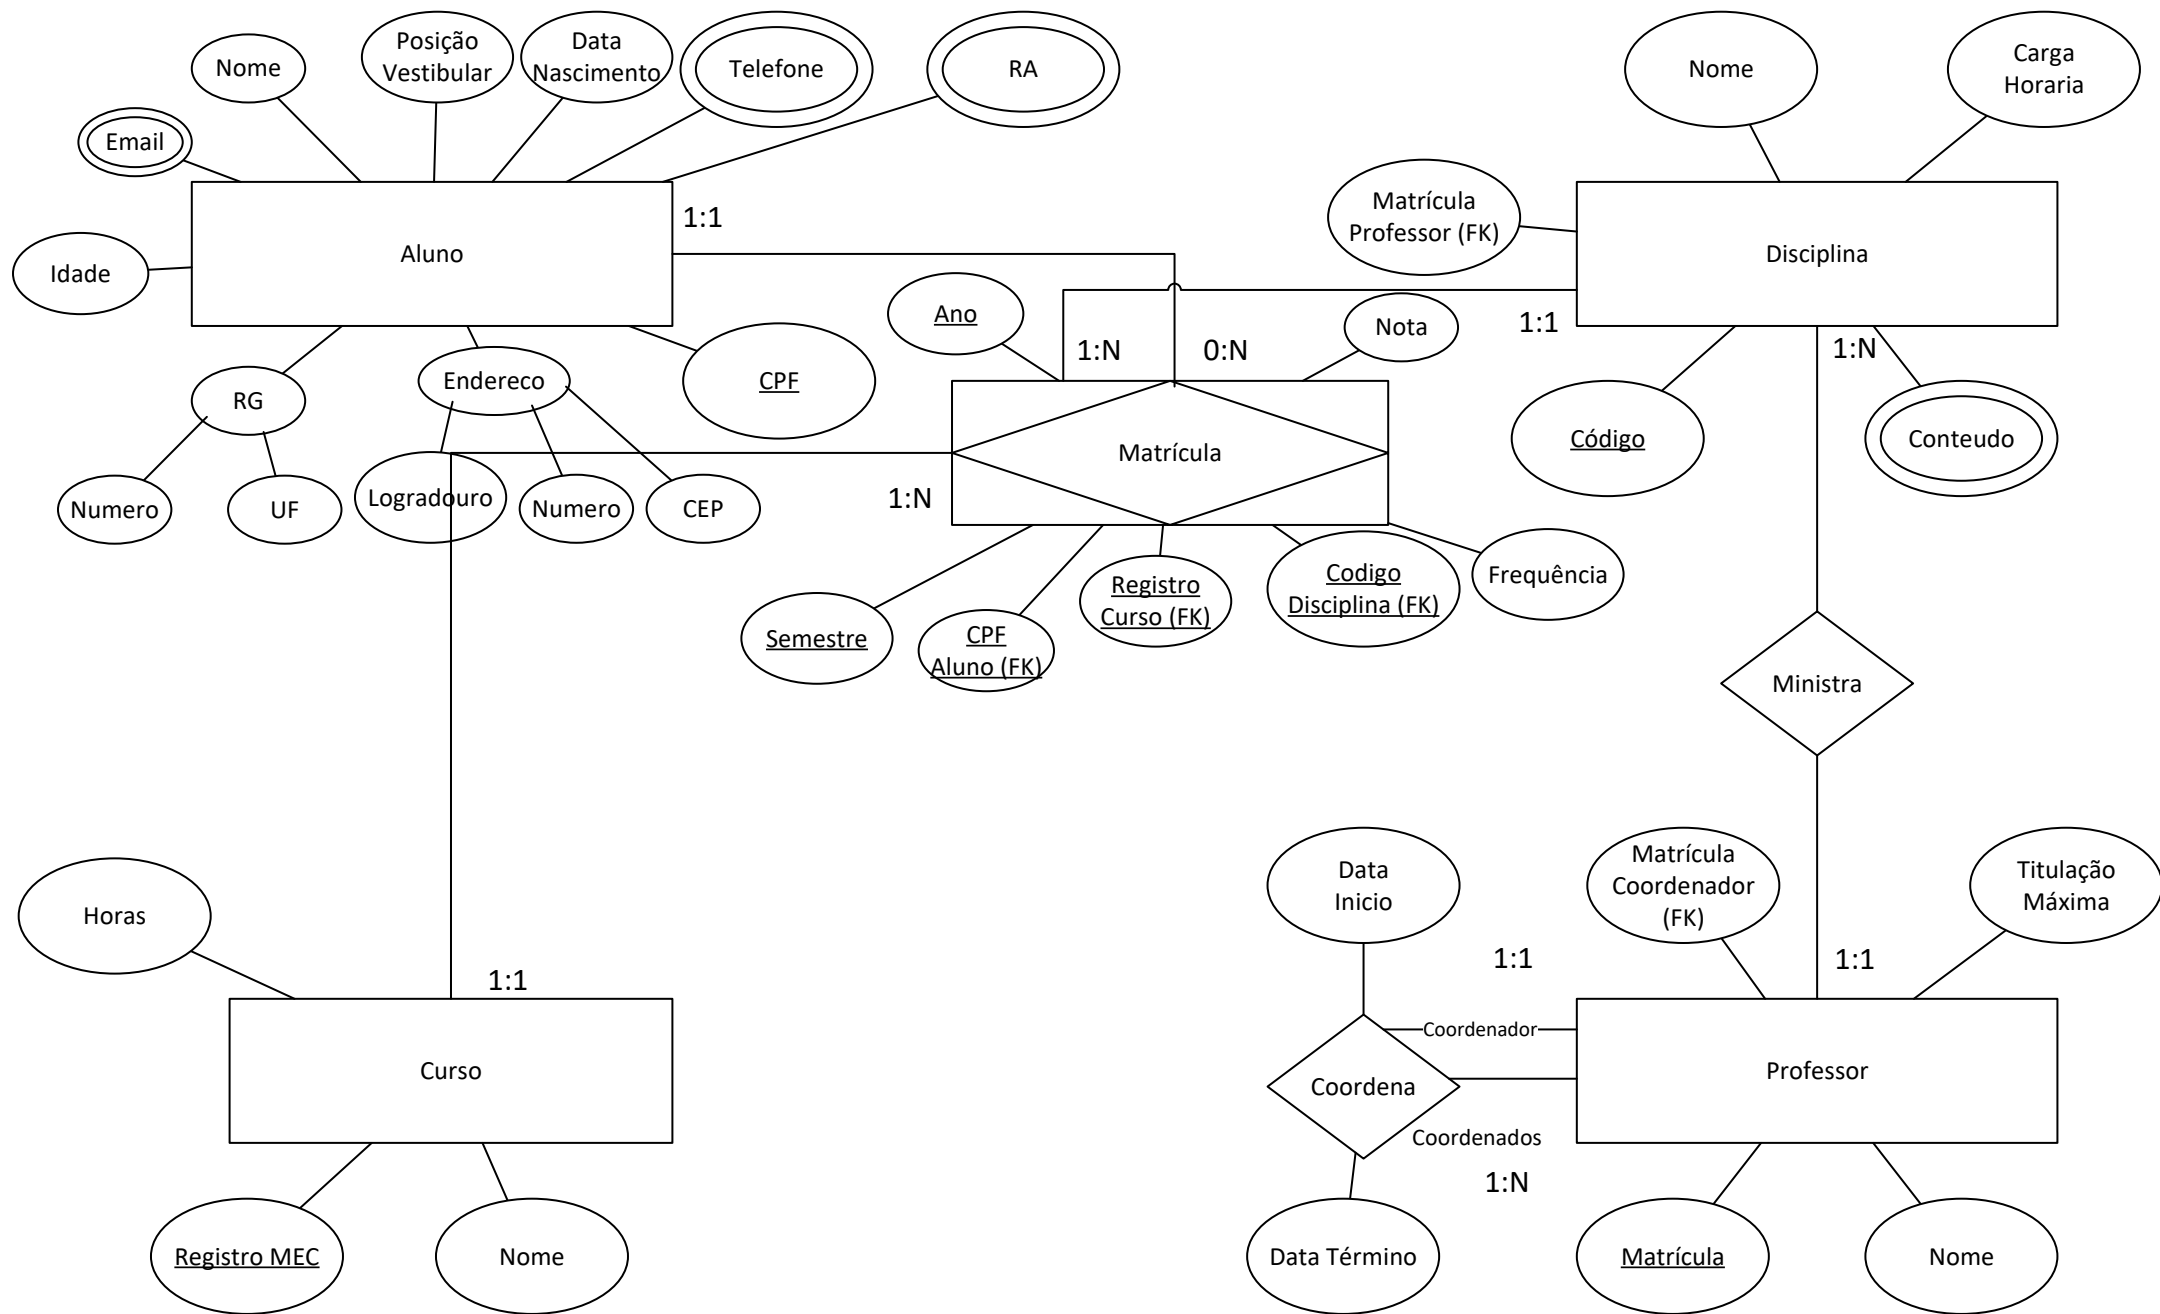 Nome
Posição
Vestibular
Data
Nascimento
Telefone
RA
Nome
Carga
Horaria
Email
Matrícula
Professor (FK)
1:1
Aluno
Disciplina
Idade
Ano
Nota
1:1
1:N
0:N
1:N
RG
Endereco
CPF
Código
Conteudo
Matrícula
Numero
UF
Logradouro
Numero
CEP
1:N
Registro
Curso (FK)
Codigo
Disciplina (FK)
Frequência
Semestre
CPF
Aluno (FK)
Ministra
Horas
Data
Inicio
Matrícula
Coordenador
(FK)
Titulação
Máxima
1:1
1:1
1:1
Coordenador
Curso
Coordena
Professor
Coordenados
1:N
Registro MEC
Nome
Data Término
Matrícula
Nome